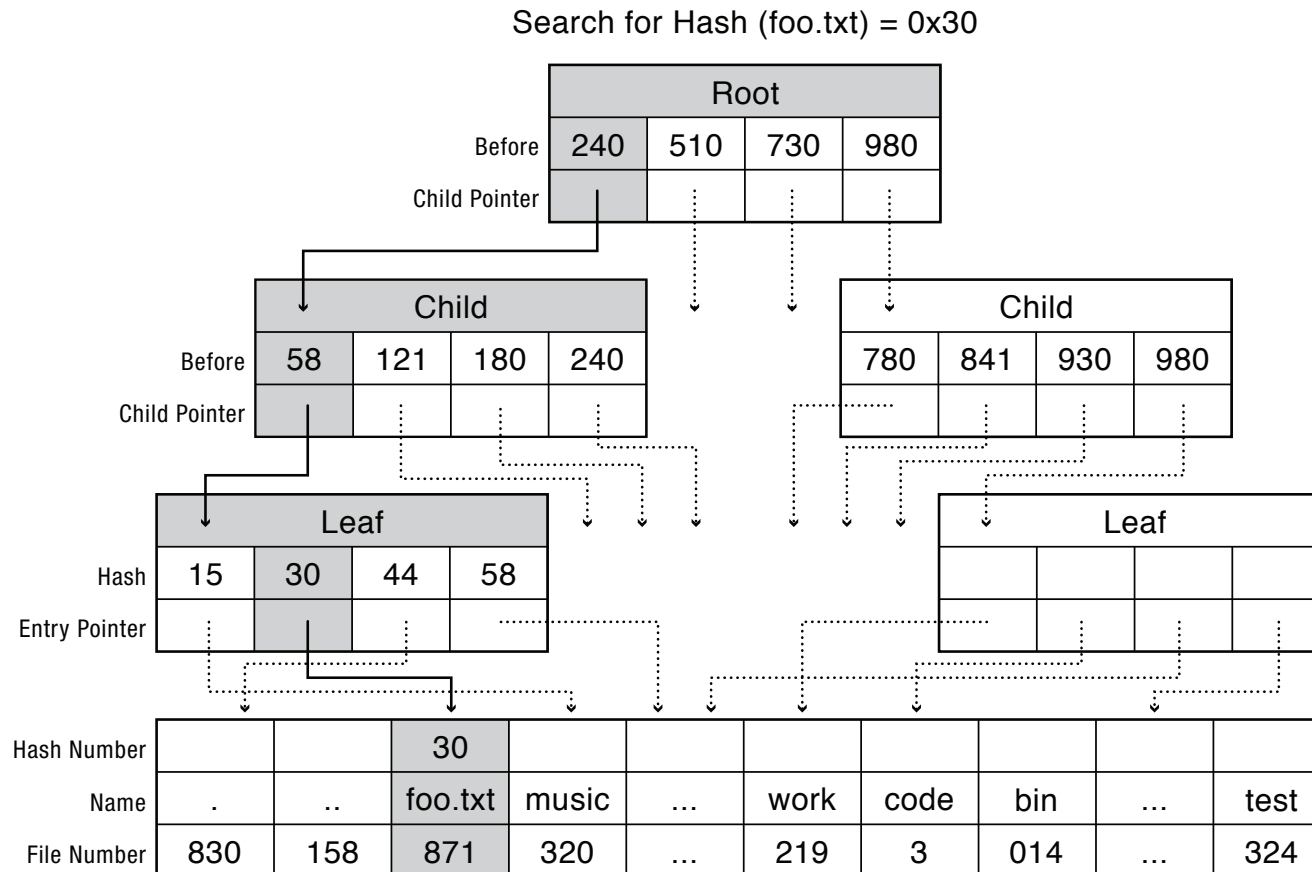 Search for Hash (foo.txt) = 0x30
Root
Before 240 510 730 980
Child Pointer
Child Child
Before 58 121 180 240 780 841 930 980
Child Pointer
Leaf Leaf
Hash 15 30 44 58
Entry Pointer
Hash Number 30
Name . .. foo.txt music ... work code bin ... test
File Number 830 158 871 320 ... 219 3 014 ... 324